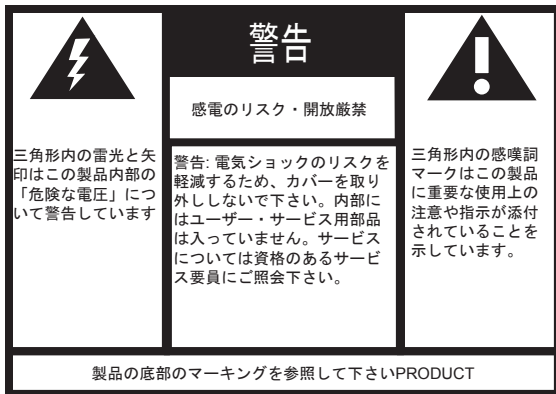 警告
感電のリスク・開放厳禁
三角形内の雷光と矢
印はこの製品内部の
「危険な電圧」につ
いて警告しています
警告: 電気ショックのリスクを
軽減するため、カバーを取り
外ししないで下さい。内部に
はユーザー・サービス用部品
は入っていません。サービス
については資格のあるサービ
ス要員にご照会下さい。
三角形内の感嘆詞
マークはこの製品
に重要な使用上の
注意や指示が添付
されていることを
示しています。
製品の底部のマーキングを参照して下さいPRODUCT